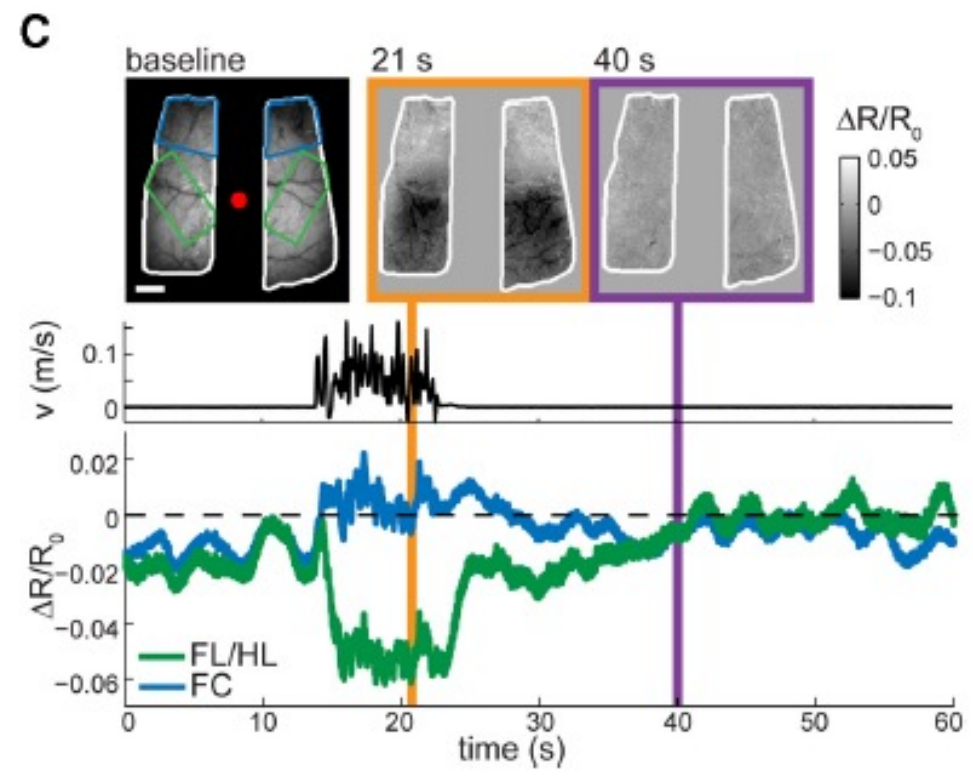 C
baseline
21 s
40 s
ΔR/R₀
0.05
0
−0.05
−0.1
v (m/s)
0.1
0
ΔR/R₀
0.02
0
−0.02
−0.04
−0.06
FL/HL
FC
0 10 20 30 40 50 60
time (s)